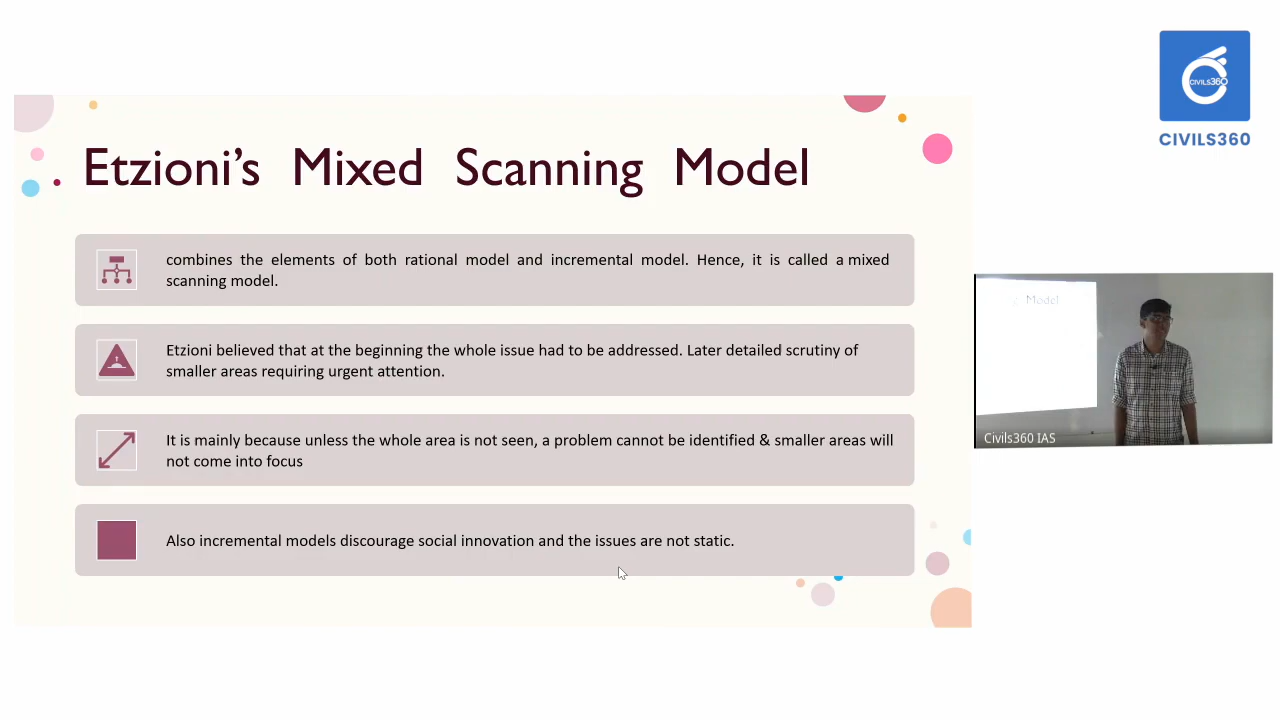 CIVILS360
CIVILS360
Etzioni’s Mixed Scanning Model
combines the elements of both rational model and incremental model. Hence, it is called a mixed
scanning model.
Etzioni believed that at the beginning the whole issue had to be addressed. Later detailed scrutiny of
smaller areas requiring urgent attention.
It is mainly because unless the whole area is not seen, a problem cannot be identified & smaller areas will
not come into focus
Also incremental models discourage social innovation and the issues are not static.
Model
Civils360 IAS